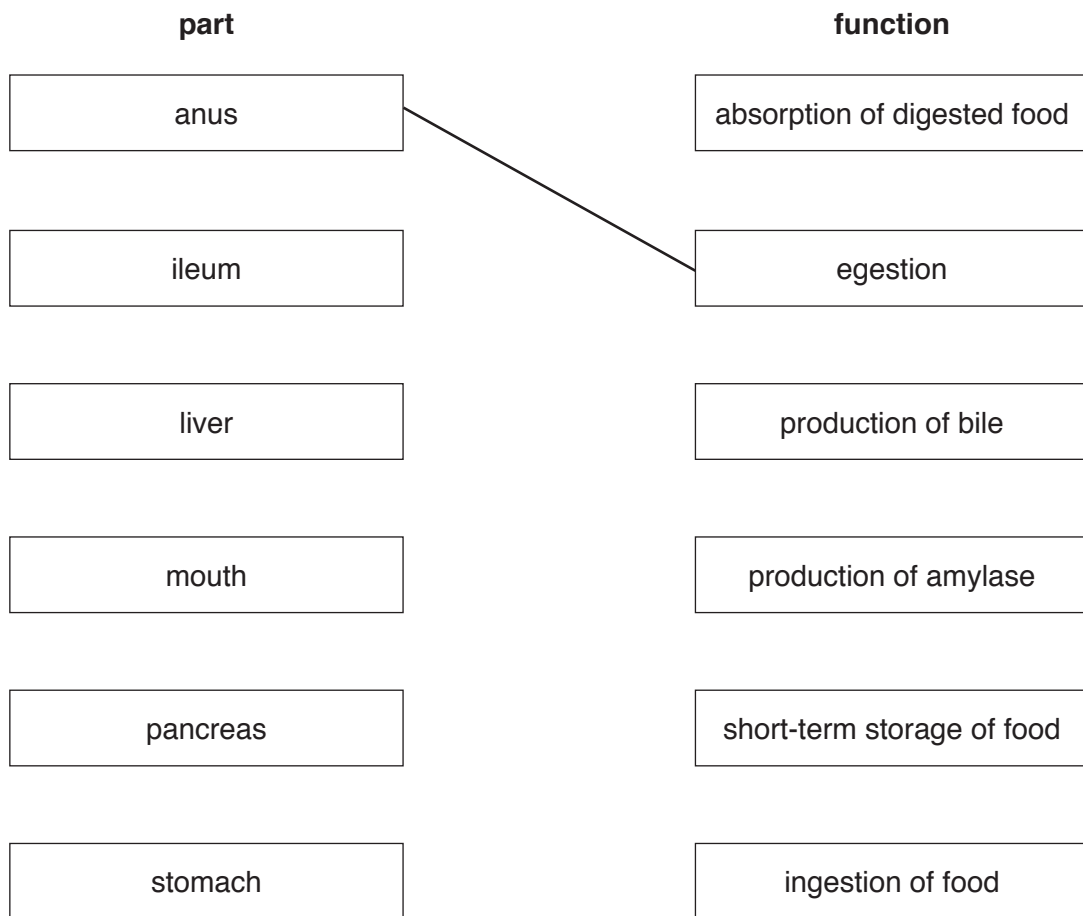 part
function
anus
absorption of digested food
ileum
egestion
liver
production of bile
mouth
production of amylase
pancreas
short-term storage of food
stomach
ingestion of food